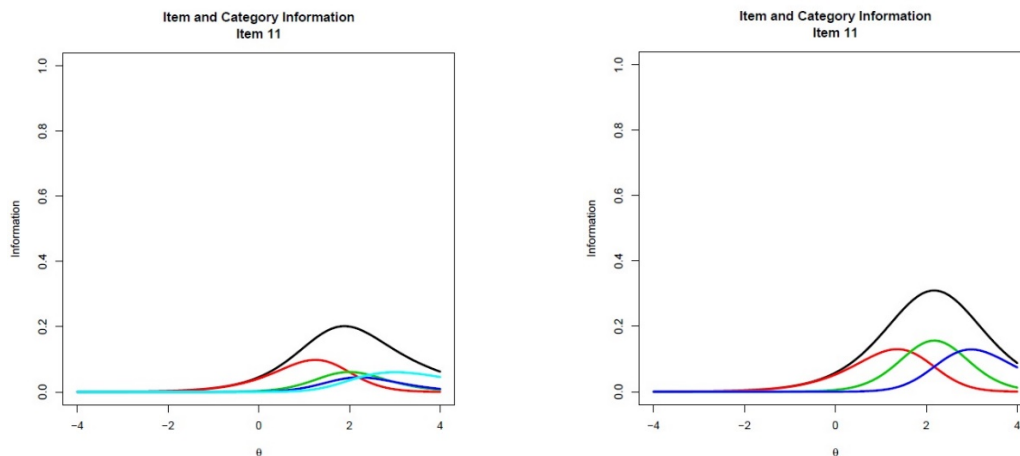 Item and Category Information
Item 11
1.0
0.8
0.6
0.4
0.2
0.0
Information
−4
−2
0
2
4
θ
Item and Category Information
Item 11
1.0
0.8
0.6
0.4
0.2
0.0
Information
−4
−2
0
2
4
θ